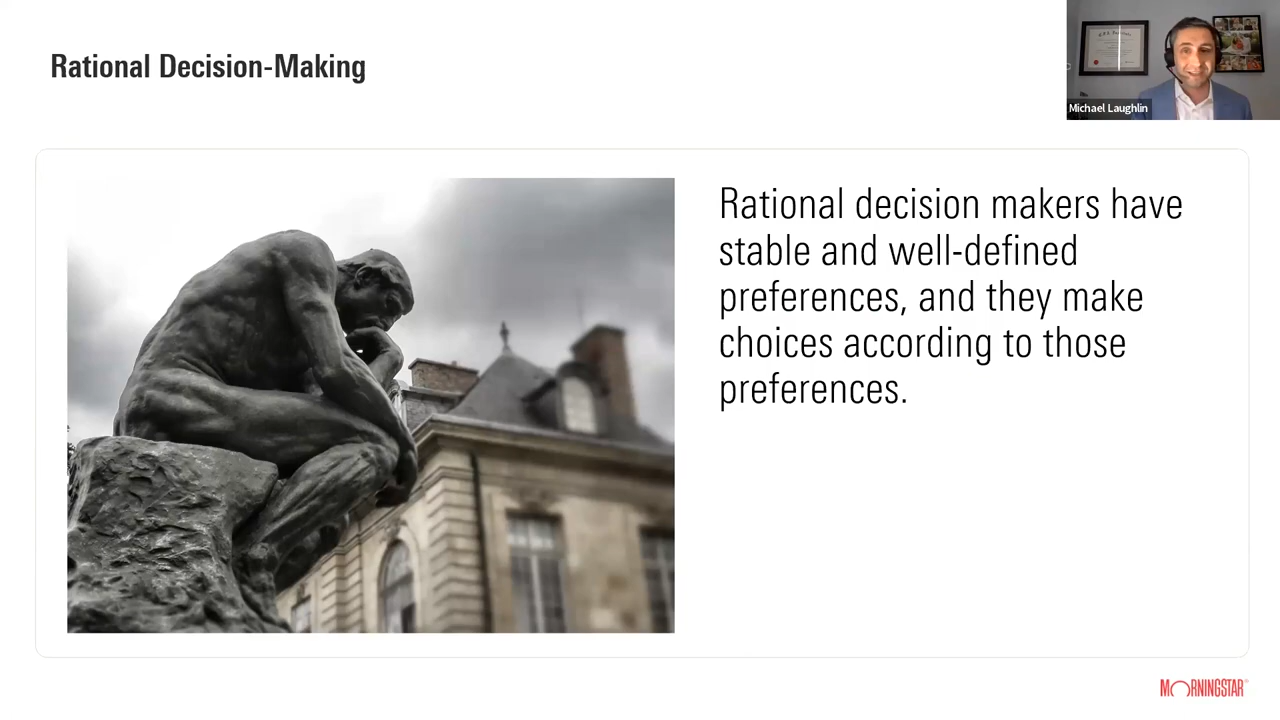 Rational Decision-Making
Michael Laughlin
Rational decision makers have
stable and well-defined
preferences, and they make
choices according to those
preferences.
MORNINGSTAR®